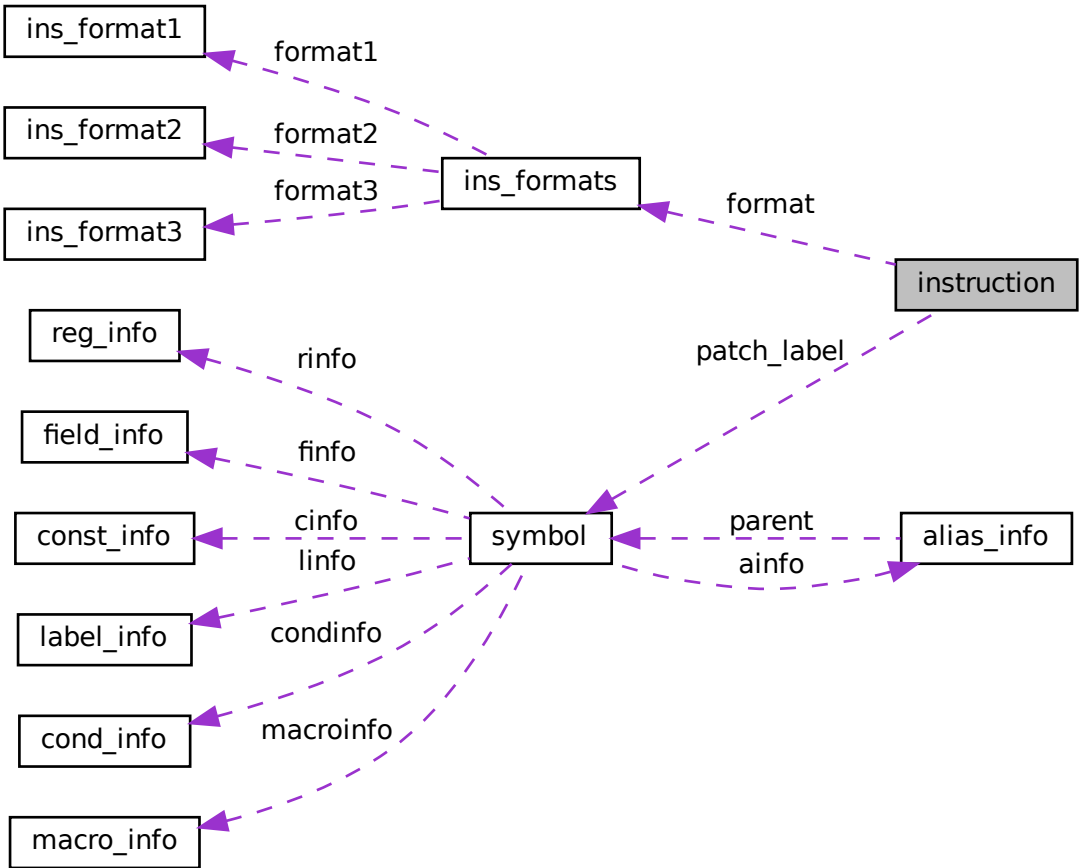 ins_format1
format1
ins_format2
format2
ins_formats
format3
format
ins_format3
instruction
reg_info
rinfo
patch_label
field_info
finfo
const_info
cinfo
symbol
parent
alias_info
linfo
ainfo
label_info
condinfo
cond_info
macroinfo
macro_info